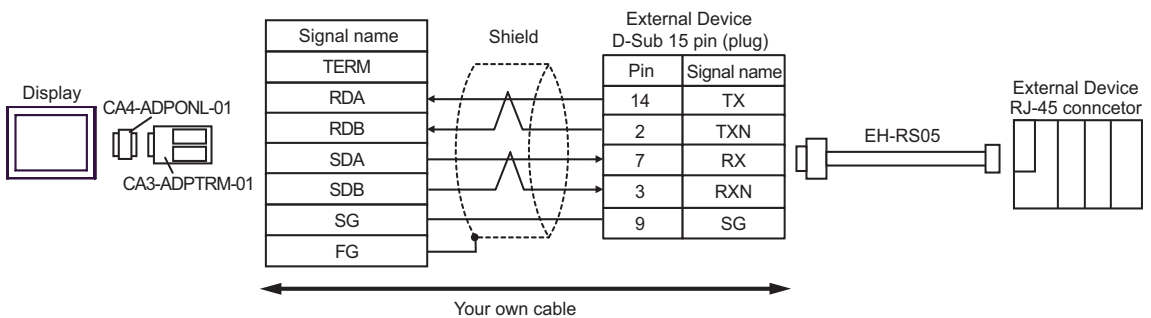 Display
CA4-ADPONL-01
CA3-ADPTRM-01
Signal name
TERM
RDA
RDB
SDA
SDB
SG
FG
Shield
External Device
D-Sub 15 pin (plug)
Pin Signal name
14 TX
2 TXN
7 RX
3 RXN
9 SG
EH-RS05
External Device
RJ-45 conncetor
Your own cable